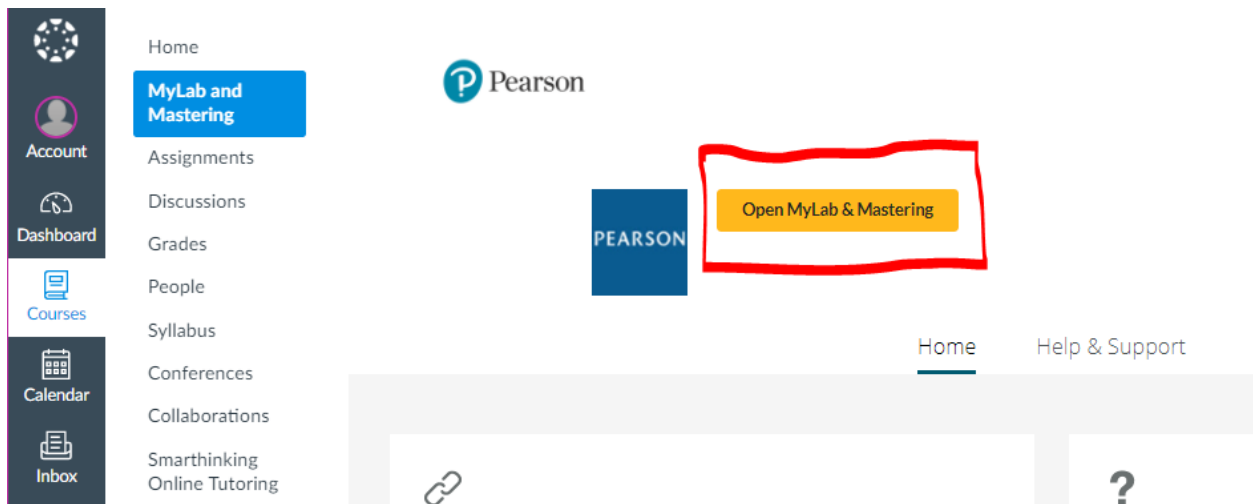 Account
Dashboard
Courses
Calendar
Inbox
Home
MyLab and
Mastering
Assignments
Discussions
Grades
People
Syllabus
Conferences
Collaborations
Smarthinking
Online Tutoring
Pearson
PEARSON
Open MyLab & Mastering
Home
Help & Support
?